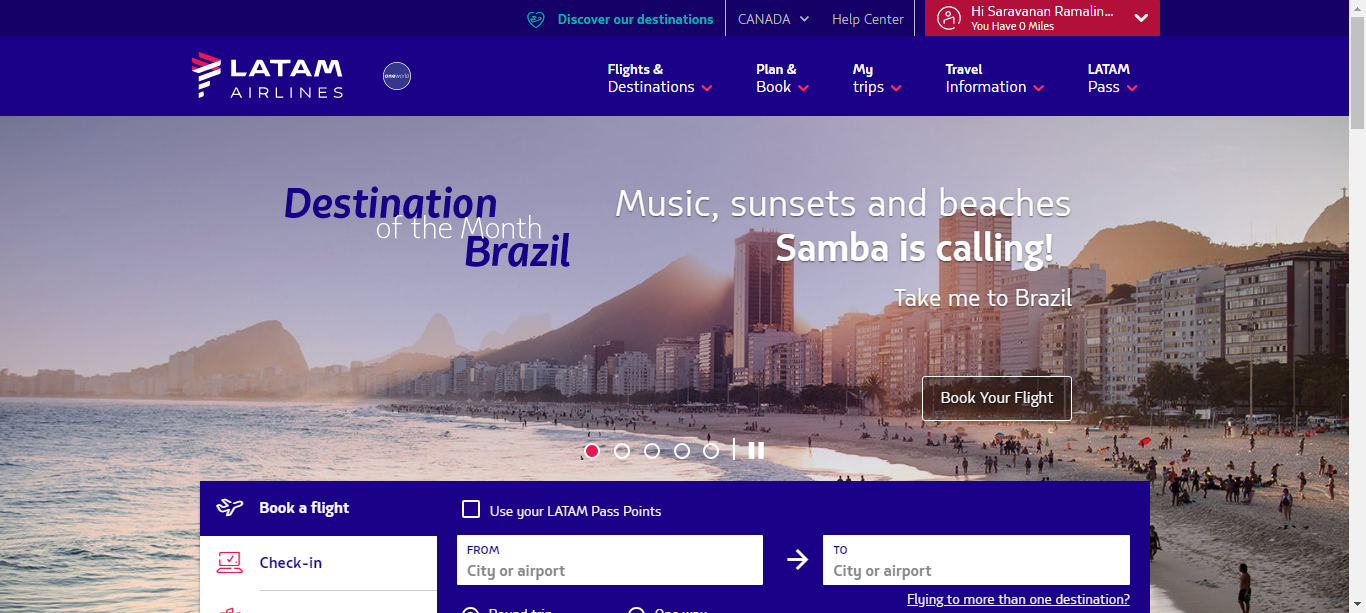 Discover our destinations
CANADA
Help Center
Hi Saravanan Ramalin...
You Have 0 Miles
LATAM
AIRLINES
oneworld
Flights &
Destinations
Plan &
Book
My
trips
Travel
Information
LATAM
Pass
Destination
of the Month
Brazil
Music, sunsets and beaches
Samba is calling!
Take me to Brazil
Book Your Flight
Book a flight
Use your LATAM Pass Points
Check-in
FROM
City or airport
TO
City or airport
Flying to more than one destination?
Round trip
One way